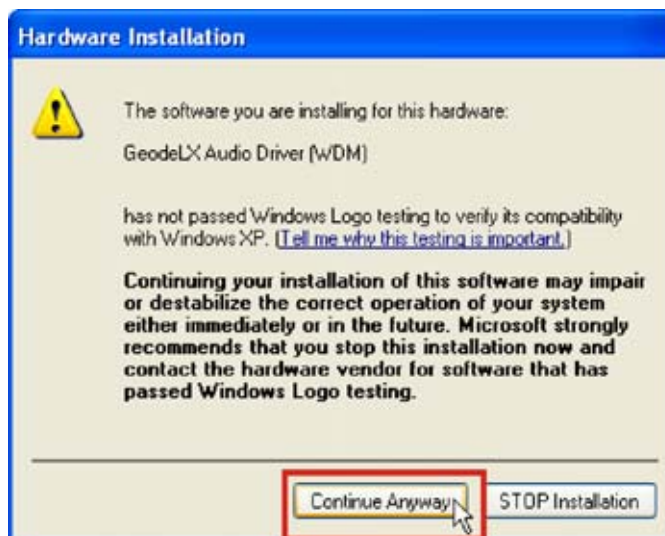 Hardware Installation
The software you are installing for this hardware:
GeodeLX Audio Driver (WDM)
has not passed Windows Logo testing to verify its compatibility
with Windows XP. (Tell me why this testing is important.)
Continuing your installation of this software may impair
or destabilize the correct operation of your system
either immediately or in the future. Microsoft strongly
recommends that you stop this installation now and
contact the hardware vendor for software that has
passed Windows Logo testing.
Continue Anyway
STOP Installation